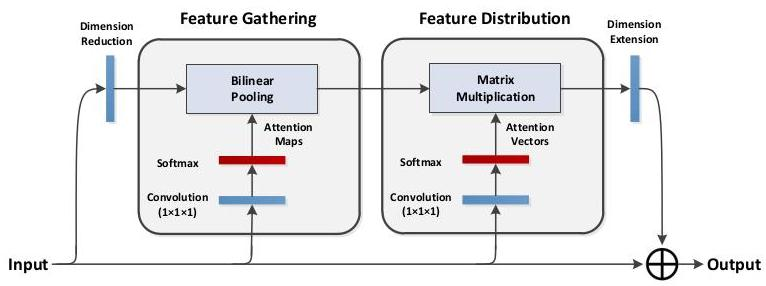 Feature Gathering
Feature Distribution
Dimension
Reduction
Dimension
Extension
Bilinear
Pooling
Matrix
Multiplication
Attention
Maps
Attention
Vectors
Softmax
Softmax
Convolution
(1×1×1)
Convolution
(1×1×1)
Input
Output